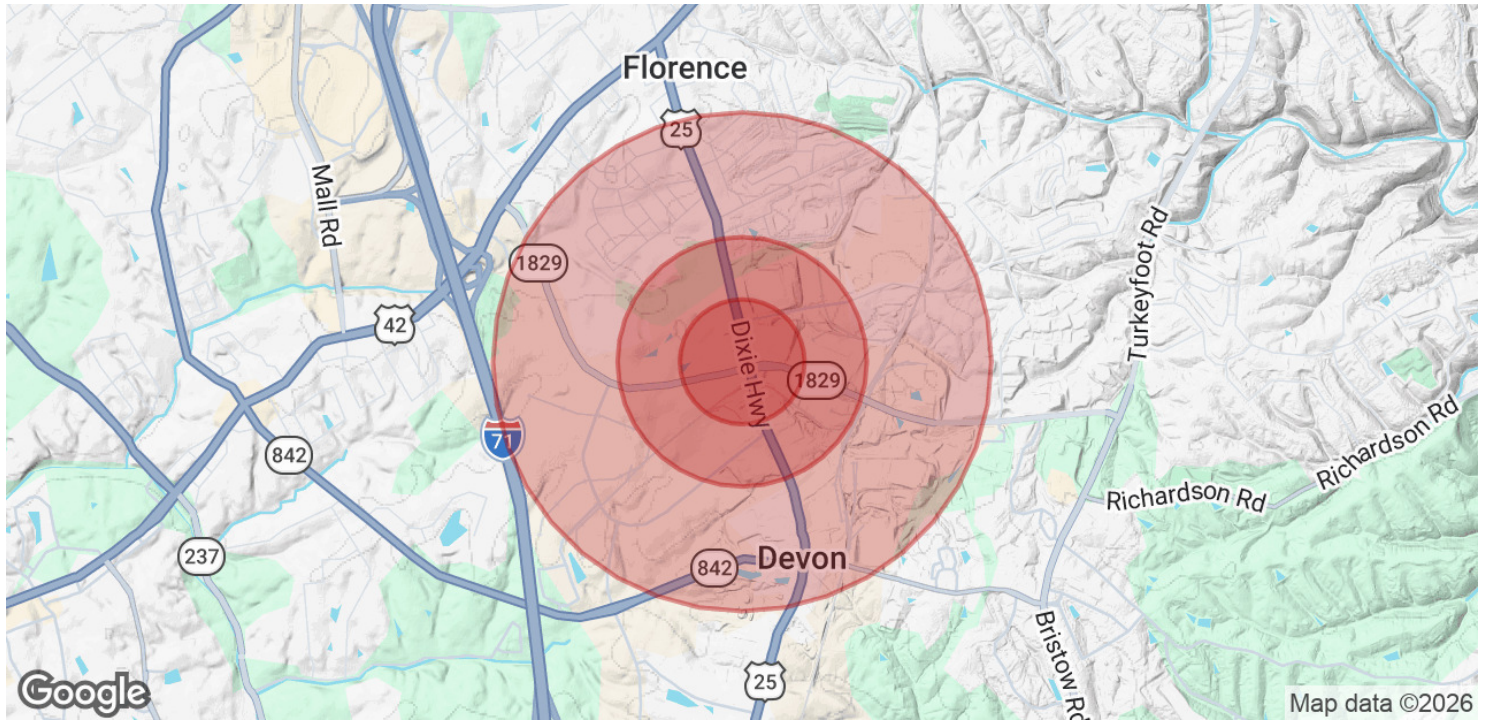 Florence
25
Mall Rd
1829
Turkeyfoot Rd
42
Dixie Hwy
1829
71
842
Richardson Rd
Richardson Rd
237
842
Devon
Bristow Rd
25
Google
Map data ©2026